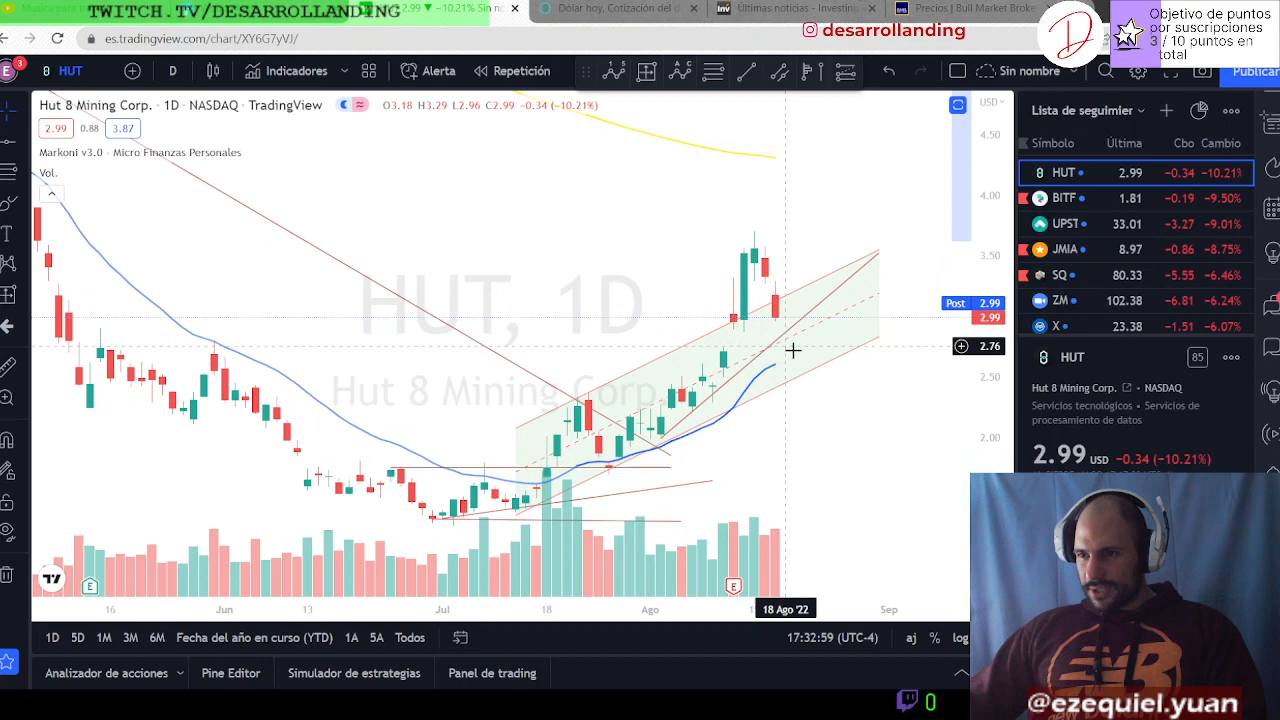 TWITCH.TV/DESARROLLANDING
2.99 ▼ −10.21% Sin n
Dólar hoy, Cotización del d
Últimas noticias - Investing
Precios | Bull Market Broke
desarrollanding
Objetivo de puntos
por suscripciones
3 / 10 puntos en
total
es.tradingview.com/chart/XY6G7yVJ/
E
3
HUT
D
Indicadores
Alerta
Repetición
Sin nombre
Publicar
Hut 8 Mining Corp. · 1D · NASDAQ · TradingView
O3.18 H3.29 L2.96 C2.99 −0.34 (−10.21%)
USD
2.99
0.88
3.87
Markoni v3.0 - Micro Finanzas Personales
Vol.
HUT, 1D
Hut 8 Mining Corp.
4.50
4.00
3.50
Post
2.99
2.99
2.76
2.50
2.00
E
E
16
Jun
13
Jul
18
Ago
18 Ago '22
Sep
1D
5D
1M
3M
6M
Fecha del año en curso (YTD)
1A
5A
Todos
17:32:59 (UTC-4)
aj
%
log
Analizador de acciones
Pine Editor
Simulador de estrategias
Panel de trading
Lista de seguimier
Símbolo
Última
Cbo
Cambio
HUT
2.99
−0.34
−10.21%
BITF
1.81
−0.19
−9.50%
UPST
33.01
−3.27
−9.01%
JMIA
8.97
−0.86
−8.75%
SQ
80.33
−5.55
−6.46%
ZM
102.38
−6.81
−6.24%
X
23.38
−1.51
−6.07%
HUT
85
Hut 8 Mining Corp.
NASDAQ
Servicios tecnológicos • Servicios de
procesamiento de datos
2.99 USD −0.34 (−10.21%)
@ezequiel.yuan
0